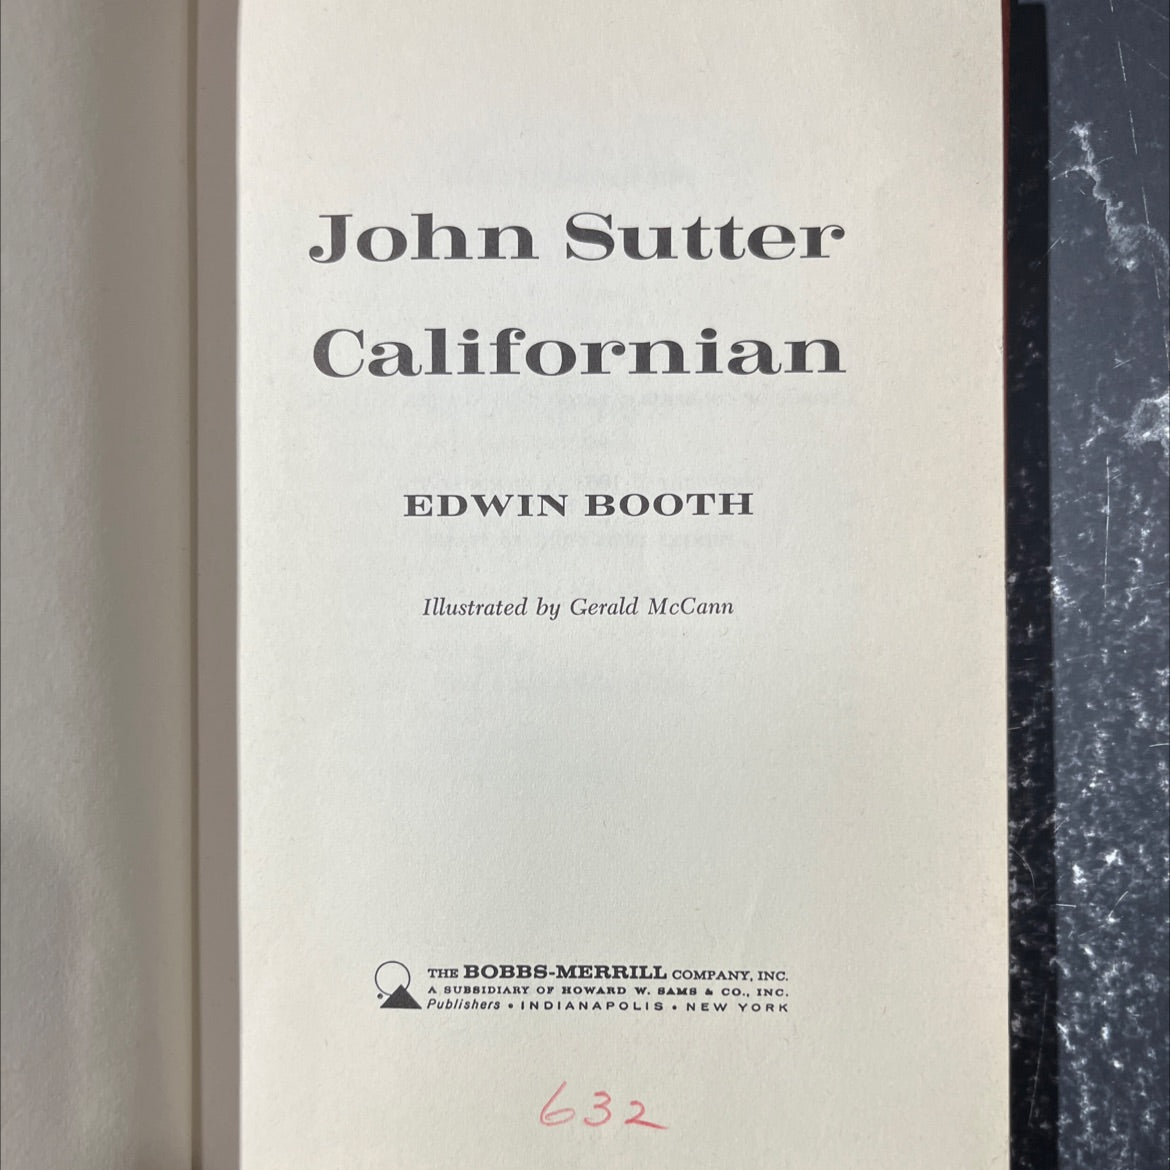 John Sutter
Californian
EDWIN BOOTH
Illustrated by Gerald McCann
THE BOBBS-MERRILL COMPANY, INC.
A SUBSIDIARY OF HOWARD W. SAMS & CO., INC.
Publishers • INDIANAPOLIS • NEW YORK
632